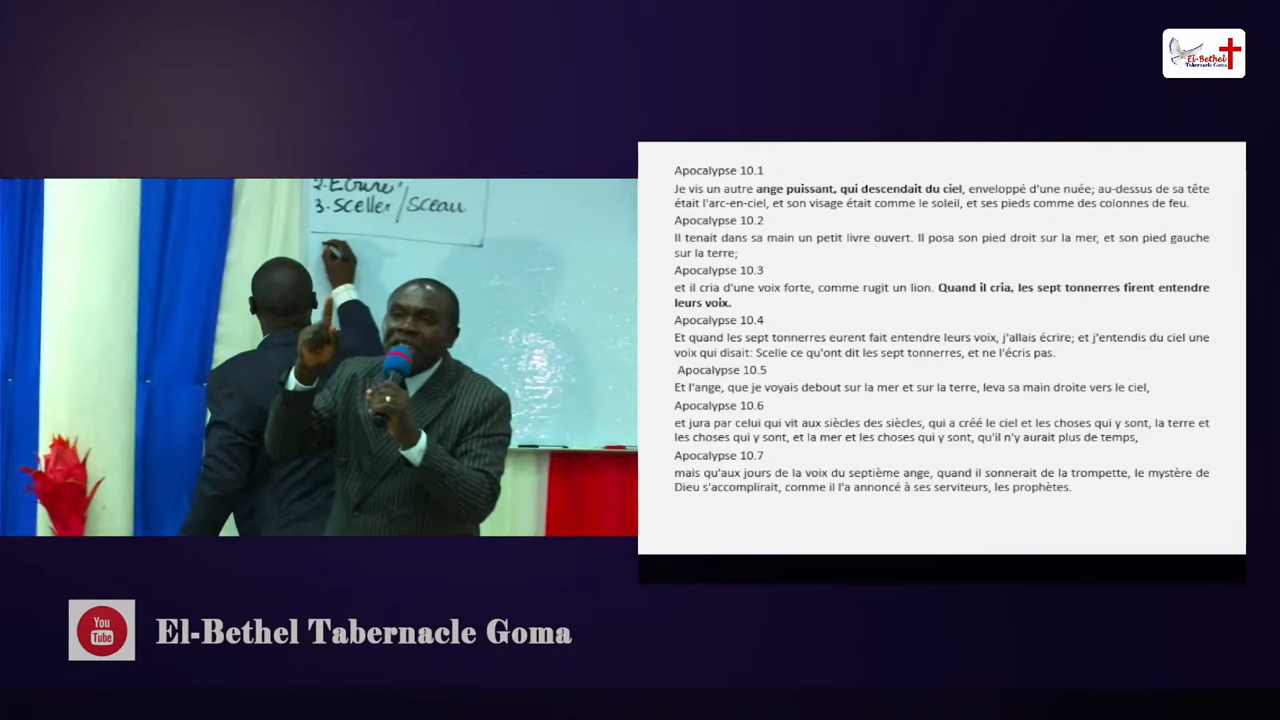 El-Bethel
Tabernacle Goma
2. Ecrire
3. Sceller / Sceau
Apocalypse 10.1
Je vis un autre ange puissant, qui descendait du ciel, enveloppé d'une nuée; au-dessus de sa tête
était l'arc-en-ciel, et son visage était comme le soleil, et ses pieds comme des colonnes de feu.
Apocalypse 10.2
Il tenait dans sa main un petit livre ouvert. Il posa son pied droit sur la mer, et son pied gauche
sur la terre;
Apocalypse 10.3
et il cria d'une voix forte, comme rugit un lion. Quand il cria, les sept tonnerres firent entendre
leurs voix.
Apocalypse 10.4
Et quand les sept tonnerres eurent fait entendre leurs voix, j'allais écrire; et j'entendis du ciel une
voix qui disait: Scelle ce qu'ont dit les sept tonnerres, et ne l'écris pas.
Apocalypse 10.5
Et l'ange, que je voyais debout sur la mer et sur la terre, leva sa main droite vers le ciel,
Apocalypse 10.6
et jura par celui qui vit aux siècles des siècles, qui a créé le ciel et les choses qui y sont, la terre et
les choses qui y sont, et la mer et les choses qui y sont, qu'il n'y aurait plus de temps,
Apocalypse 10.7
mais qu'aux jours de la voix du septième ange, quand il sonnerait de la trompette, le mystère de
Dieu s'accomplirait, comme il l'a annoncé à ses serviteurs, les prophètes.
You
Tube
El-Bethel Tabernacle Goma